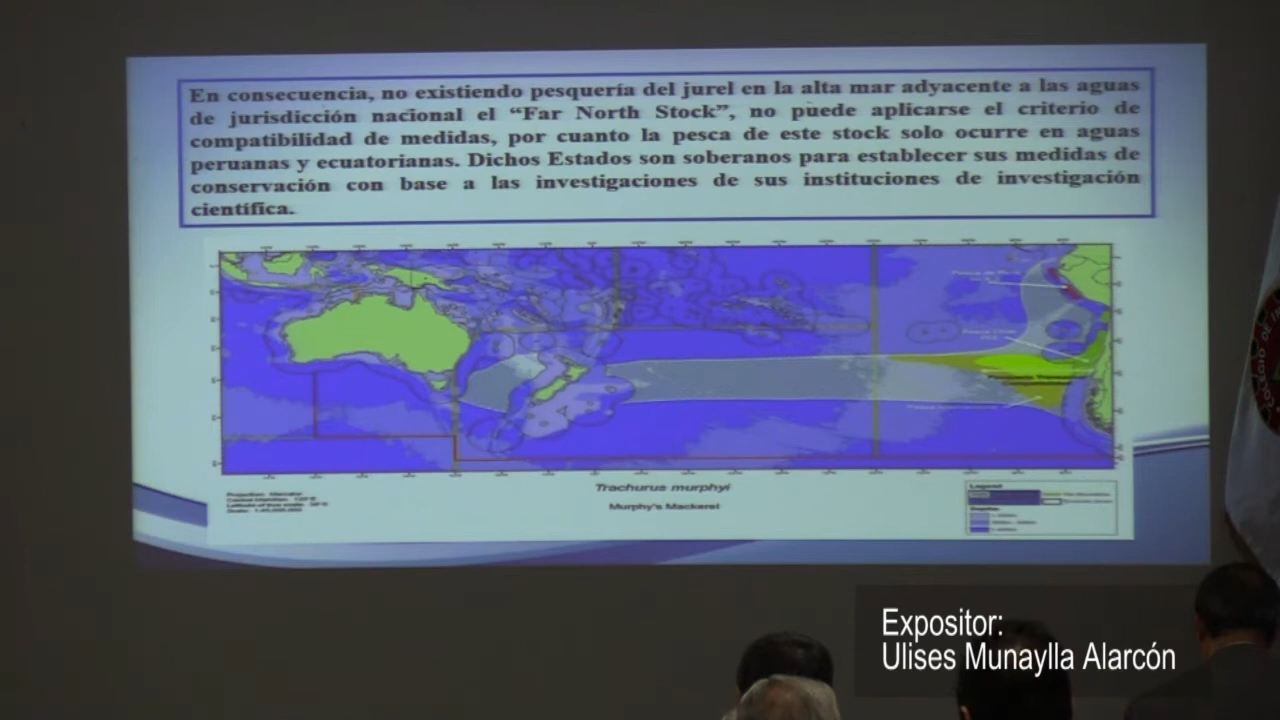 En consecuencia, no existiendo pesquería del jurel en la alta mar adyacente a las aguas
de jurisdicción nacional el “Far North Stock”, no puede aplicarse el criterio de
compatibilidad de medidas, por cuanto la pesca de este stock solo ocurre en aguas
peruanas y ecuatorianas. Dichos Estados son soberanos para establecer sus medidas de
conservación con base a las investigaciones de sus instituciones de investigación
científica.
Trachurus murphyi
Murphy's Mackerel
Legend
Expositor:
Ulises Munaylla Alarcón